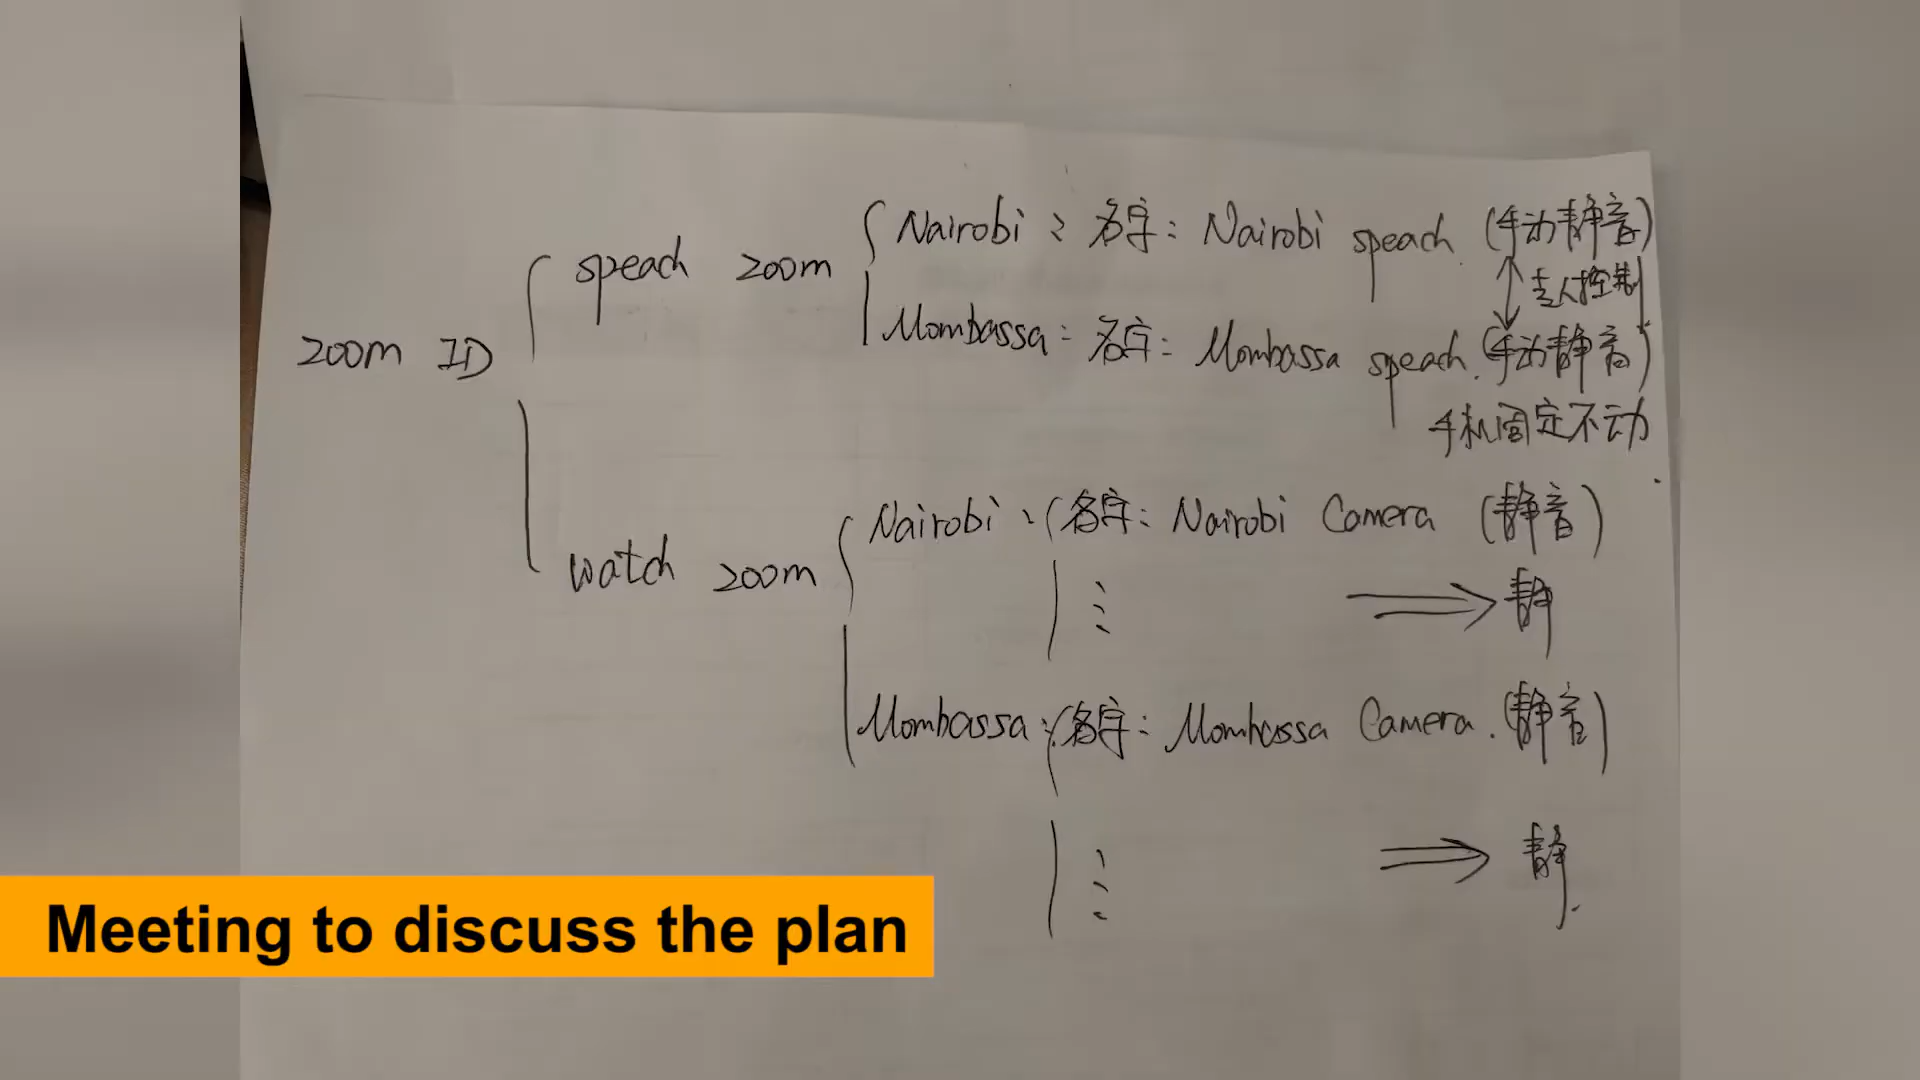 zoom ID
speach zoom
Nairobi : 名字: Nairobi speach (手动静音)
专人控制
Mombassa: 名字: Mombassa speach. (手动静音)
手机固定不动
watch zoom
Nairobi: 名字: Nairobi Camera (静音)
⋮ ⇒ 静
Mombassa: 名字: Mombassa Camera. (静音)
⋮ ⇒ 静.
Meeting to discuss the plan